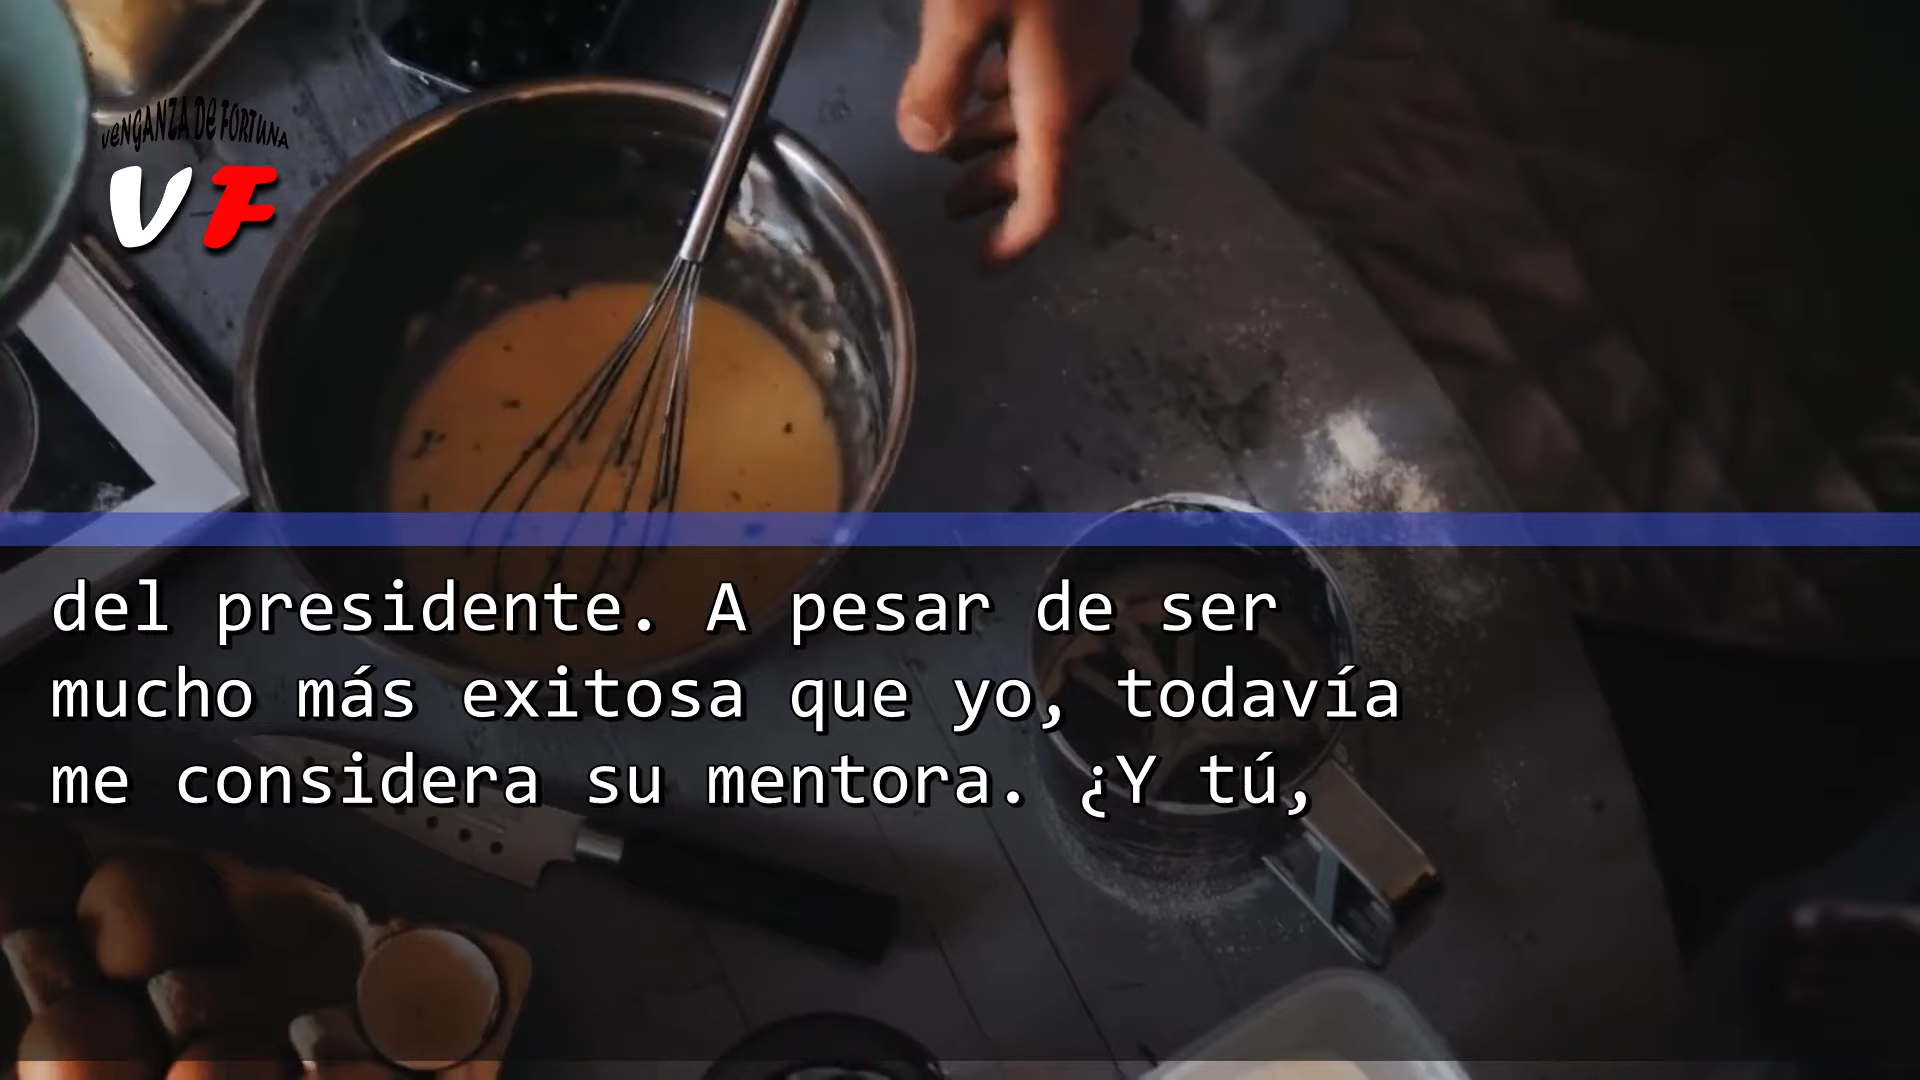 VENGANZA DE FORTUNA
VF
del presidente. A pesar de ser
mucho más exitosa que yo, todavía
me considera su mentora. ¿Y tú,